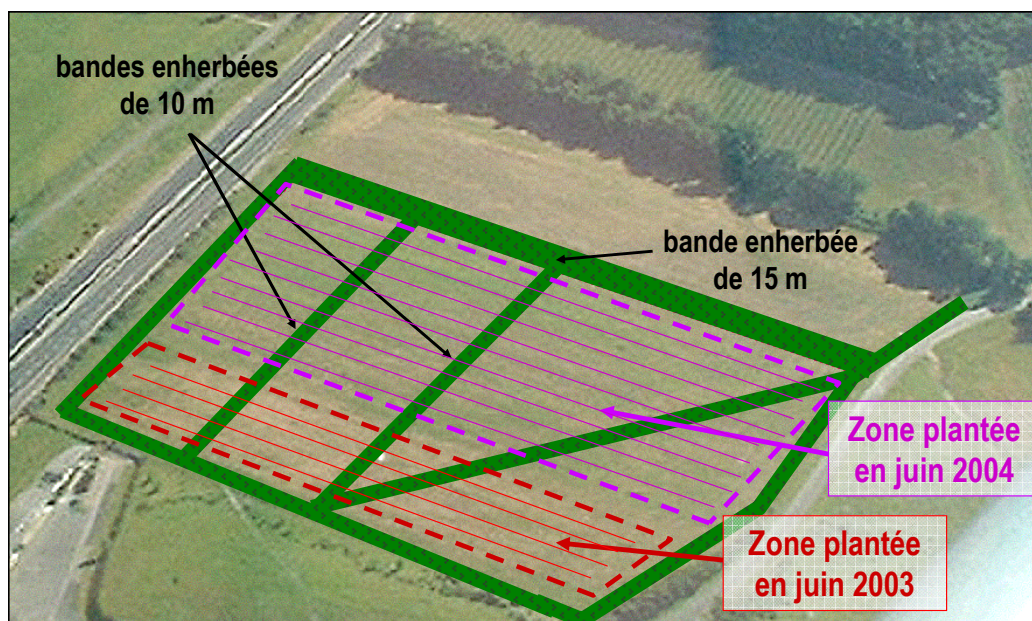 bandes enherbées
de 10 m
bande enherbée
de 15 m
Zone plantée
en juin 2004
Zone plantée
en juin 2003